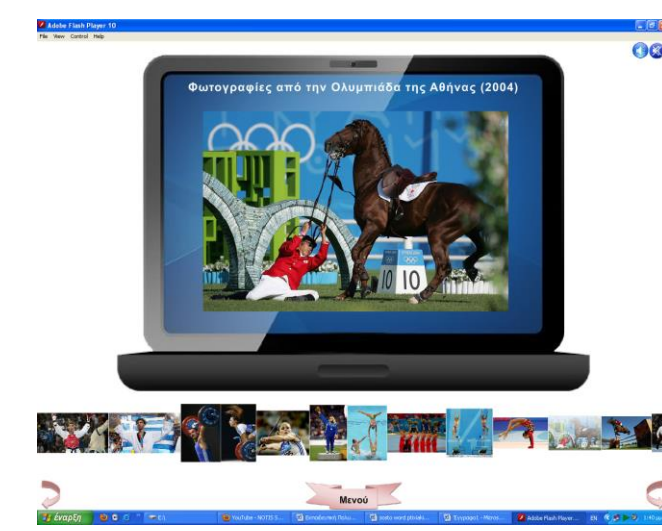 Adobe Flash Player 10
File View Control Help
Φωτογραφίες από την Ολυμπιάδα της Αθήνας (2004)
10 10
Μενού
έναρξη
E:\
YouTube - NOTIS S...
Adobe Flash Player...
EN